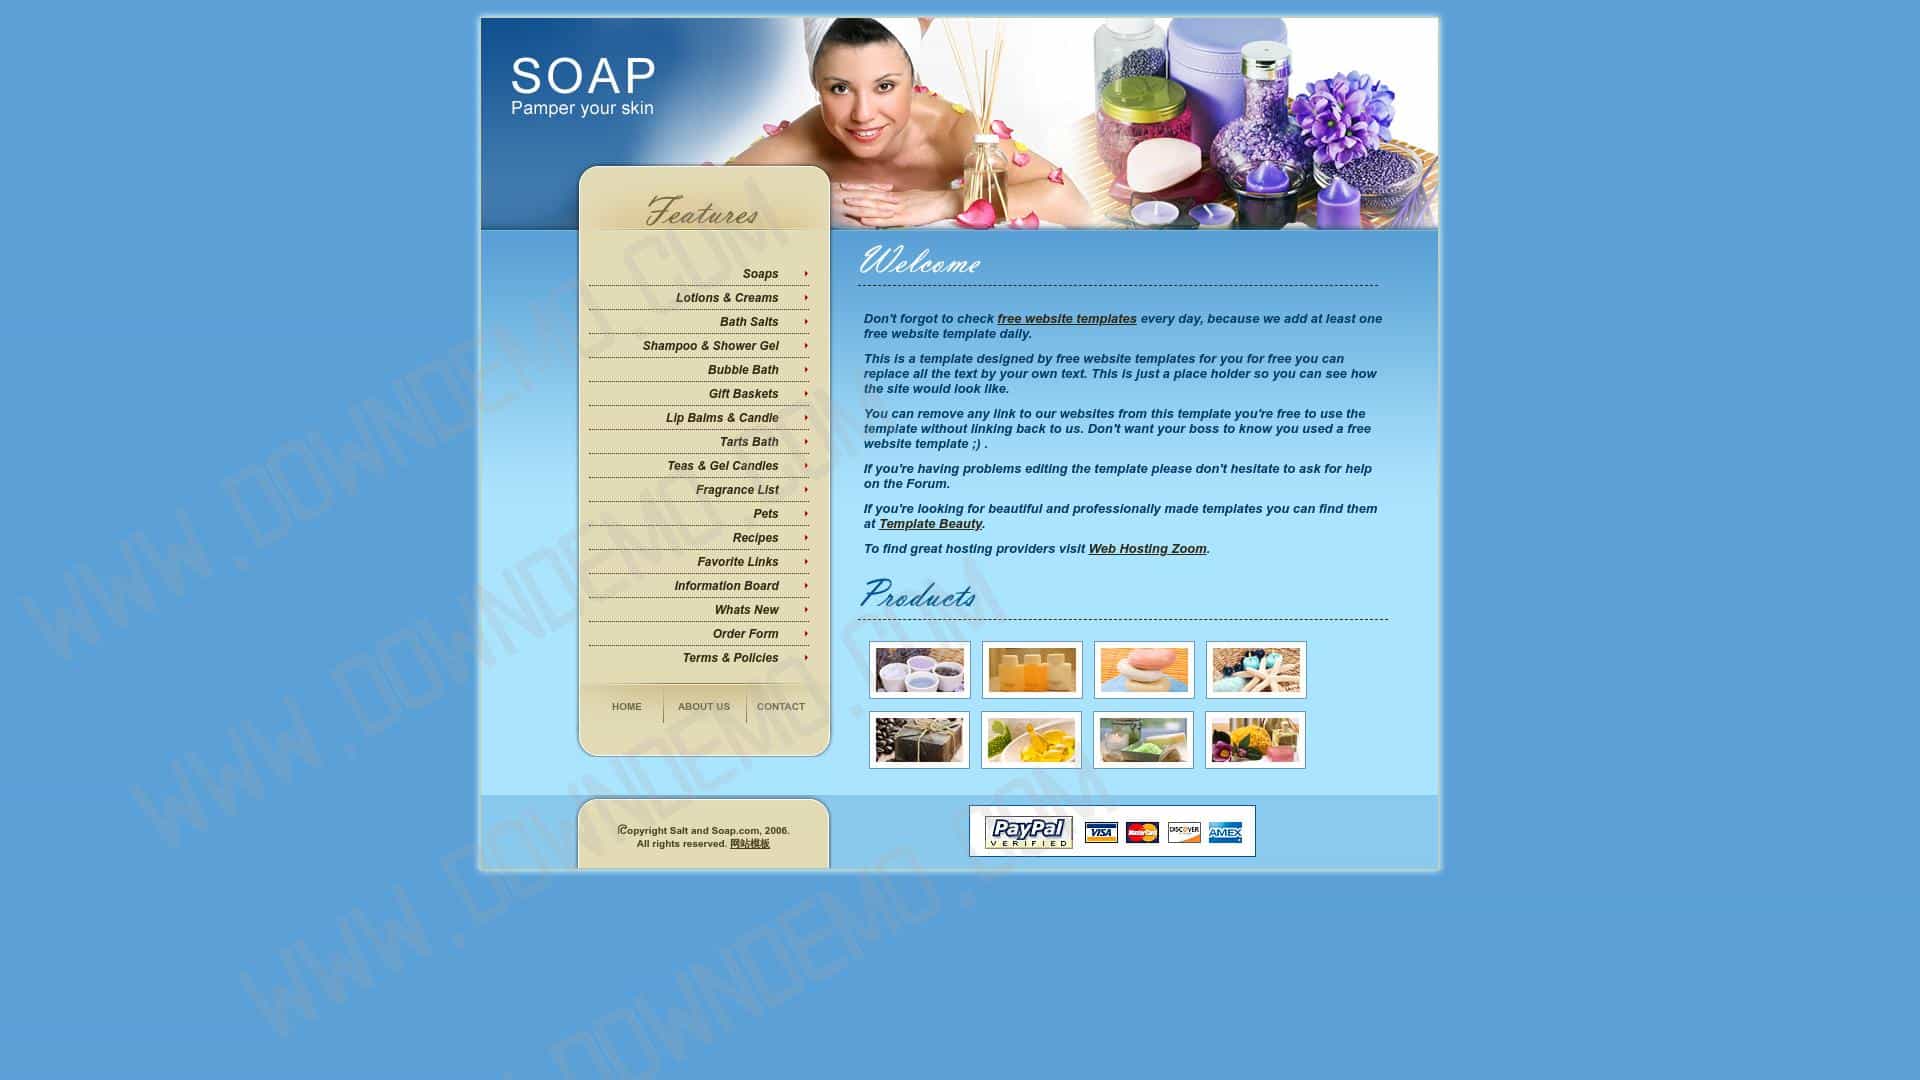 SOAP
Pamper your skin
Features
Soaps
Lotions & Creams
Bath Salts
Shampoo & Shower Gel
Bubble Bath
Gift Baskets
Lip Balms & Candle
Tarts Bath
Teas & Gel Candles
Fragrance List
Pets
Recipes
Favorite Links
Information Board
Whats New
Order Form
Terms & Policies
HOME ABOUT US CONTACT
Welcome
Don't forgot to check free website templates every day, because we add at least one
free website template daily.
This is a template designed by free website templates for you for free you can
replace all the text by your own text. This is just a place holder so you can see how
the site would look like.
You can remove any link to our websites from this template you're free to use the
template without linking back to us. Don't want your boss to know you used a free
website template ;) .
If you're having problems editing the template please don't hesitate to ask for help
on the Forum.
If you're looking for beautiful and professionally made templates you can find them
at Template Beauty.
To find great hosting providers visit Web Hosting Zoom.
Products
Copyright Salt and Soap.com, 2006.
All rights reserved. 网站模板
PayPal
VERIFIED
VISA
MasterCard
DISCOVER
AMEX
WWW.DOWNDEMO.COM
WWW.DOWNDEMO.COM
WWW.DOWNDEMO.COM
.DOWNDEMO.COM